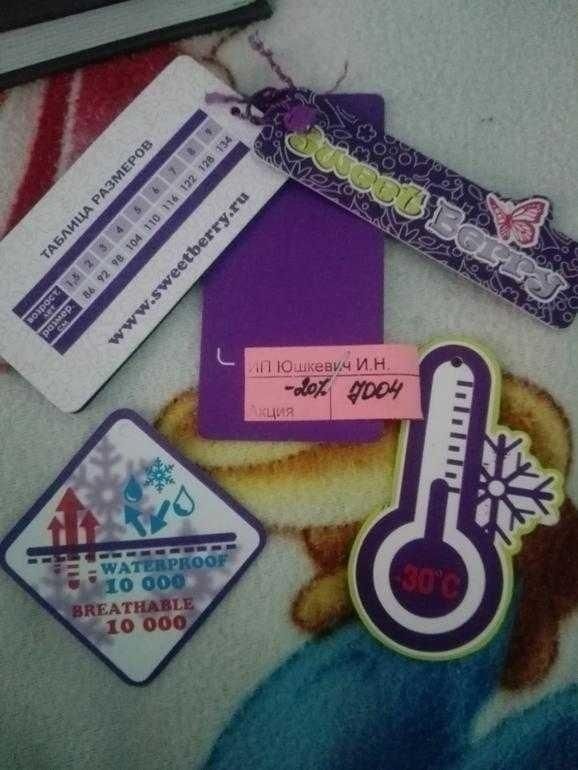 ТАБЛИЦА РАЗМЕРОВ
возраст, лет 1,5 2 3 4 5 6 7 8 9
размер, 86 92 98 104 110 116 122 128 134
www.sweetberry.ru
Sweet Berry
ИП Юшкевич И.Н.
-20% 7004
Акция
WATERPROOF
10 000
BREATHABLE
10 000
-30°C